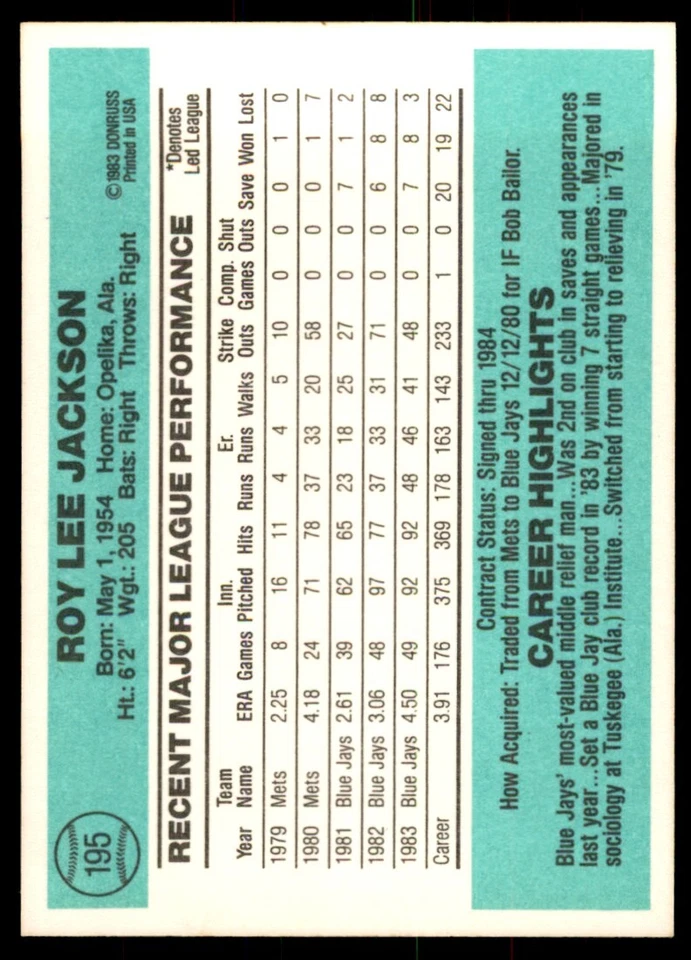 195
ROY LEE JACKSON
Born: May 1, 1954 Home: Opelika, Ala.
Ht.: 6'2" Wgt.: 205 Bats: Right Throws: Right
©1983 DONRUSS
Printed in USA
RECENT MAJOR LEAGUE PERFORMANCE
*Denotes
Led League
Team Inn. Er. Strike Comp. Shut
Year Name ERA Games Pitched Hits Runs Runs Walks Outs Games Outs Save Won Lost
1979 Mets 2.25 8 16 11 4 4 5 10 0 0 0 1 0
1980 Mets 4.18 24 71 78 37 33 20 58 0 0 0 1 7
1981 Blue Jays 2.61 39 62 65 23 18 25 27 0 0 7 1 2
1982 Blue Jays 3.06 48 97 77 37 33 31 71 0 0 6 8 8
1983 Blue Jays 4.50 49 92 92 48 46 41 48 0 0 7 8 3
Career 3.91 176 375 369 178 163 143 233 1 0 20 19 22
Contract Status: Signed thru 1984
How Acquired: Traded from Mets to Blue Jays 12/12/80 for IF Bob Bailor.
CAREER HIGHLIGHTS
Blue Jays' most-valued middle relief man...Was 2nd on club in saves and appearances
last year...Set a Blue Jay club record in '83 by winning 7 straight games...Majored in
sociology at Tuskegee (Ala.) Institute...Switched from starting to relieving in '79.